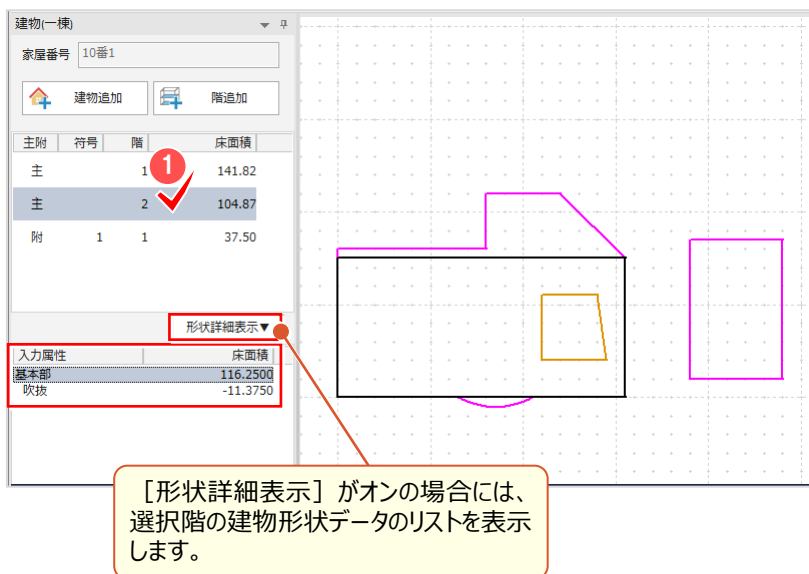 建物(一棟)
家屋番号 10番1
建物追加 階追加
主附 符号 階 床面積
主 1 141.82
1
主 2 104.87
附 1 1 37.50
形状詳細表示▼
入力属性 床面積
基本部 116.2500
吹抜 -11.3750
［形状詳細表示］がオンの場合には、
選択階の建物形状データのリストを表示
します。